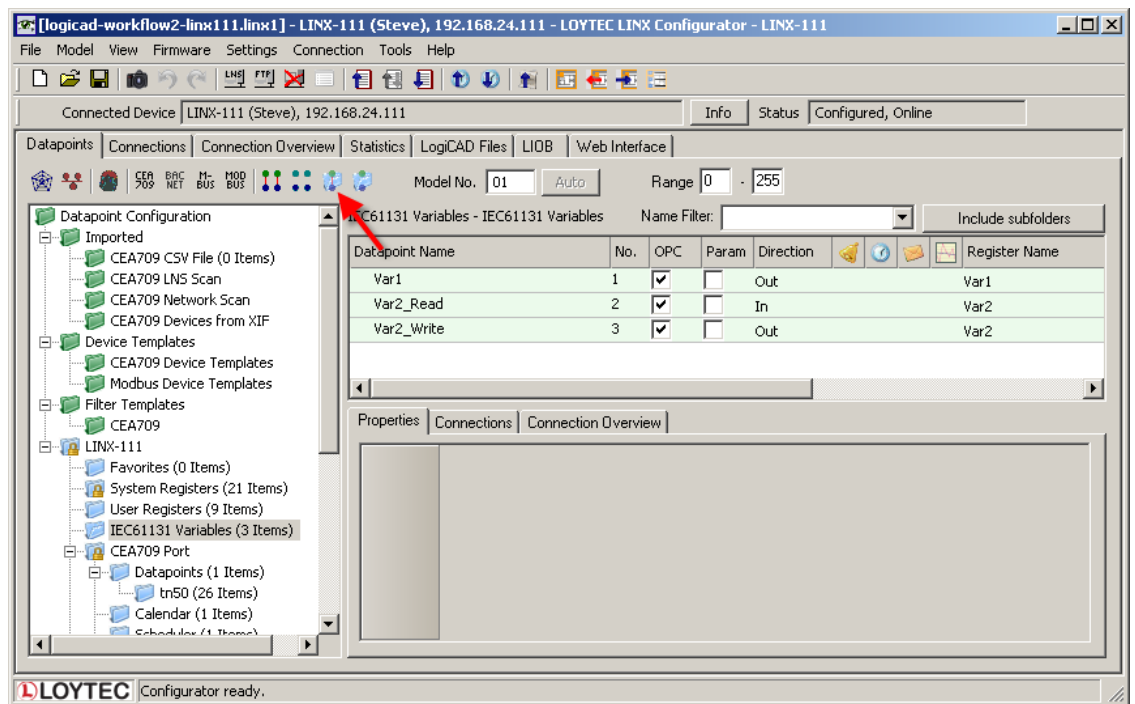 [logicad-workflow2-linx111.linx1] - LINX-111 (Steve), 192.168.24.111 - LOYTEC LINX Configurator - LINX-111
File Model View Firmware Settings Connection Tools Help
LNS FTP
Connected Device LINX-111 (Steve), 192.168.24.111 Info Status Configured, Online
Datapoints Connections Connection Overview Statistics LogiCAD Files LIOB Web Interface
CEA 709 BAC NET M- BUS MOD BUS Model No. 01 Auto Range 0 - 255
IEC61131 Variables - IEC61131 Variables Name Filter: Include subfolders
Datapoint Configuration
Imported
CEA709 CSV File (0 Items)
CEA709 LNS Scan
CEA709 Network Scan
CEA709 Devices from XIF
Device Templates
CEA709 Device Templates
Modbus Device Templates
Filter Templates
CEA709
LINX-111
Favorites (0 Items)
System Registers (21 Items)
User Registers (9 Items)
IEC61131 Variables (3 Items)
CEA709 Port
Datapoints (1 Items)
tn50 (26 Items)
Calendar (1 Items)
Scheduler (1 Items)
Datapoint Name No. OPC Param Direction Register Name
Var1 1 Out Var1
Var2_Read 2 In Var2
Var2_Write 3 Out Var2
Properties Connections Connection Overview
LOYTEC Configurator ready.